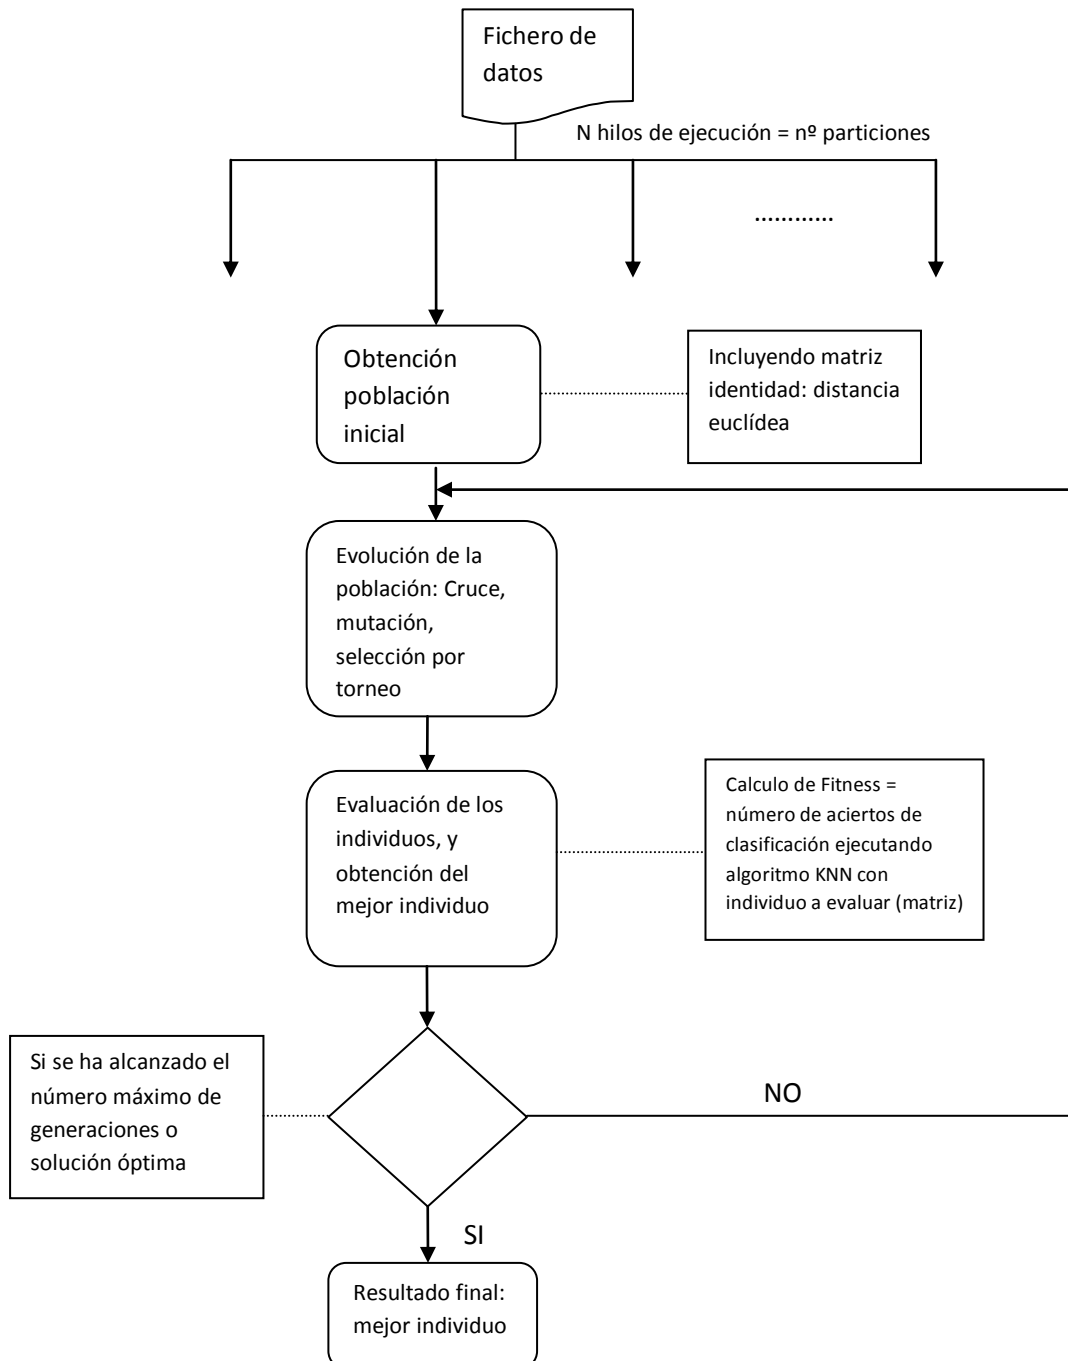 Fichero de
datos
N hilos de ejecución = nº particiones
............
Obtención
población
inicial
Incluyendo matriz
identidad: distancia
euclídea
Evolución de la
población: Cruce,
mutación,
selección por
torneo
Evaluación de los
individuos, y
obtención del
mejor individuo
Calculo de Fitness =
número de aciertos de
clasificación ejecutando
algoritmo KNN con
individuo a evaluar (matriz)
Si se ha alcanzado el
número máximo de
generaciones o
solución óptima
NO
SI
Resultado final:
mejor individuo